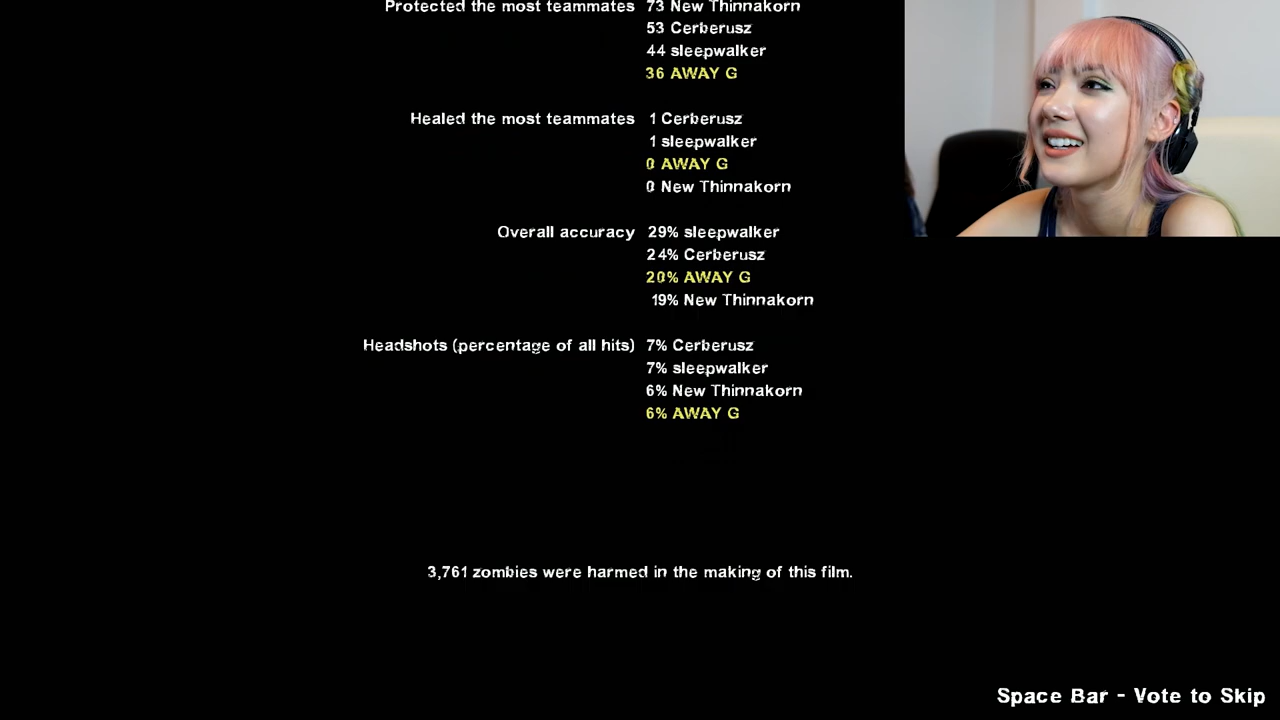 Protected the most teammates 73 New Thinnakorn
53 Cerberusz
44 sleepwalker
36 AWAY G
Healed the most teammates 1 Cerberusz
1 sleepwalker
0 AWAY G
0 New Thinnakorn
Overall accuracy 29% sleepwalker
24% Cerberusz
20% AWAY G
19% New Thinnakorn
Headshots (percentage of all hits) 7% Cerberusz
7% sleepwalker
6% New Thinnakorn
6% AWAY G
3,761 zombies were harmed in the making of this film.
Space Bar - Vote to Skip